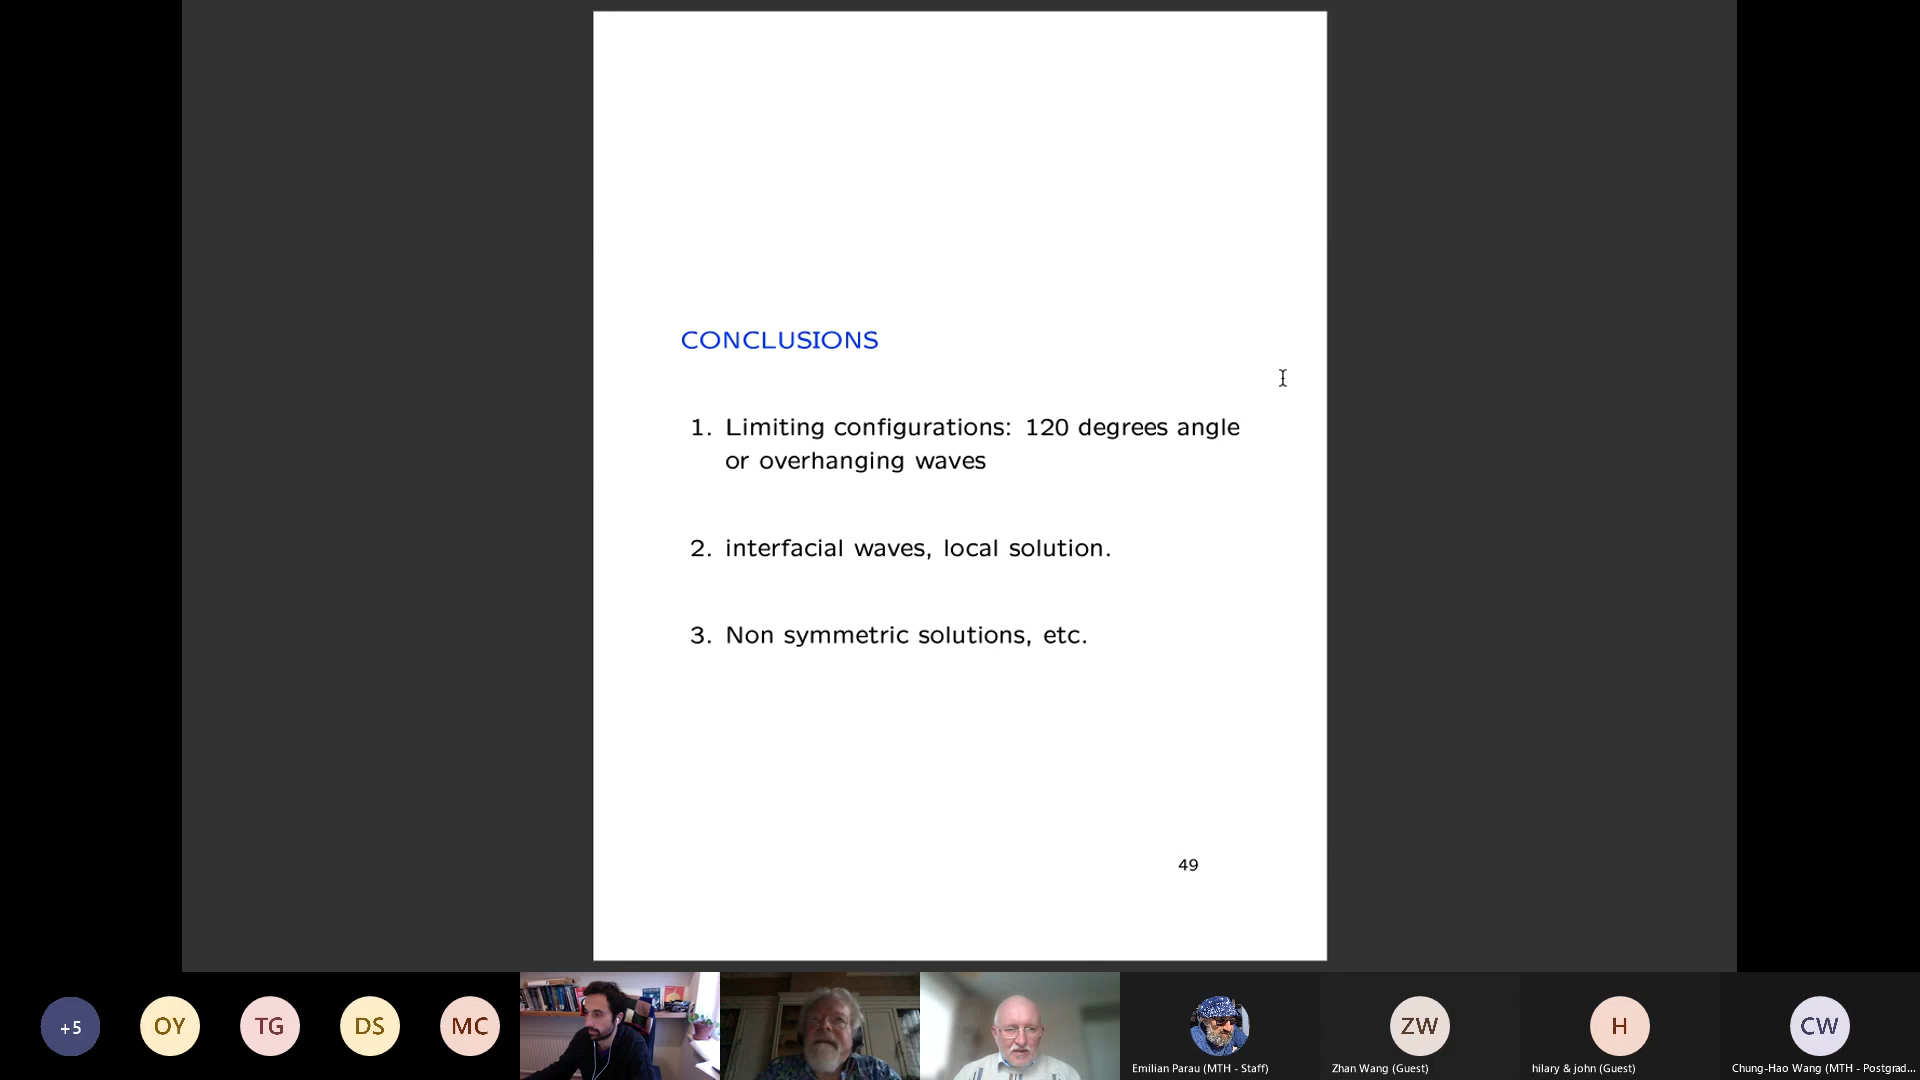 CONCLUSIONS
1. Limiting configurations: 120 degrees angle
or overhanging waves
2. interfacial waves, local solution.
3. Non symmetric solutions, etc.
49
+5
OY
TG
DS
MC
ZW
H
CW
Emilian Parau (MTH - Staff)
Zhan Wang (Guest)
hilary & john (Guest)
Chung-Hao Wang (MTH - Postgrad...